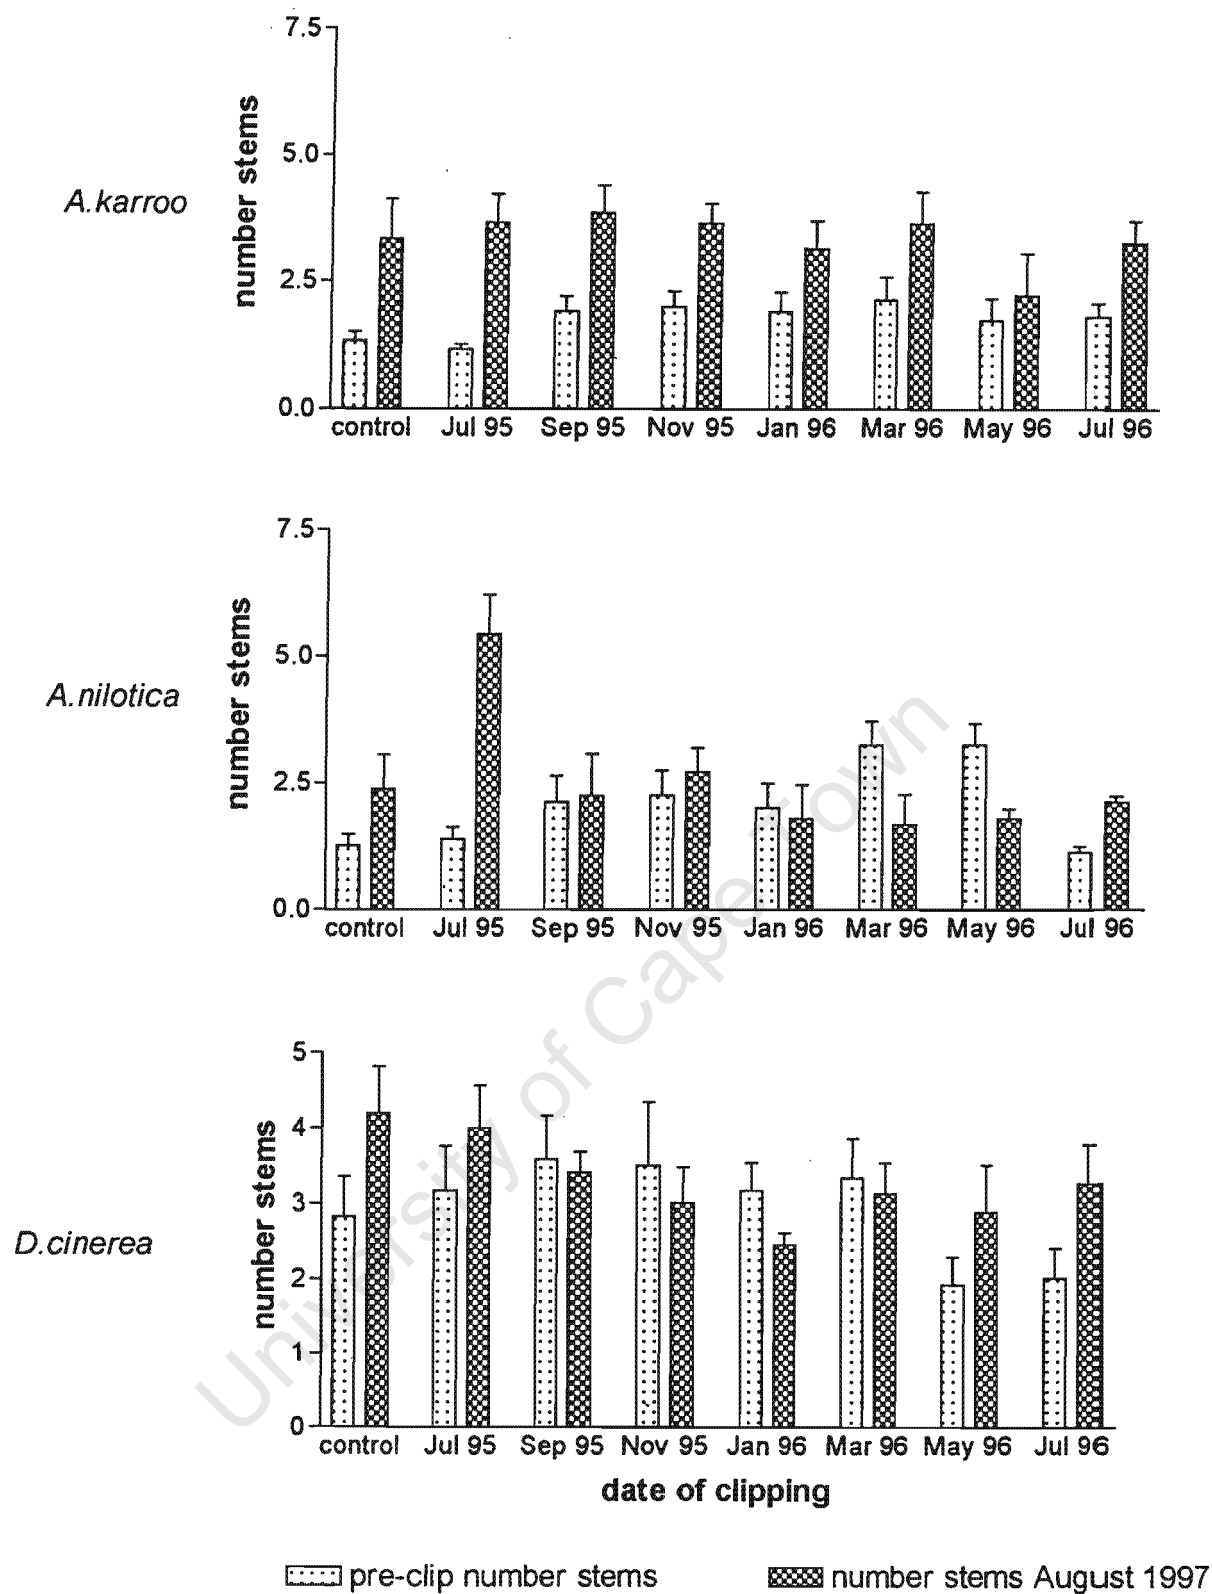 7.5
5.0
2.5
0.0
number stems
A.karroo
control Jul 95 Sep 95 Nov 95 Jan 96 Mar 96 May 96 Jul 96
7.5
5.0
2.5
0.0
number stems
A.nilotica
control Jul 95 Sep 95 Nov 95 Jan 96 Mar 96 May 96 Jul 96
5
4
3
2
1
0
number stems
D.cinerea
control Jul 95 Sep 95 Nov 95 Jan 96 Mar 96 May 96 Jul 96
date of clipping
pre-clip number stems number stems August 1997
University of Cape Town